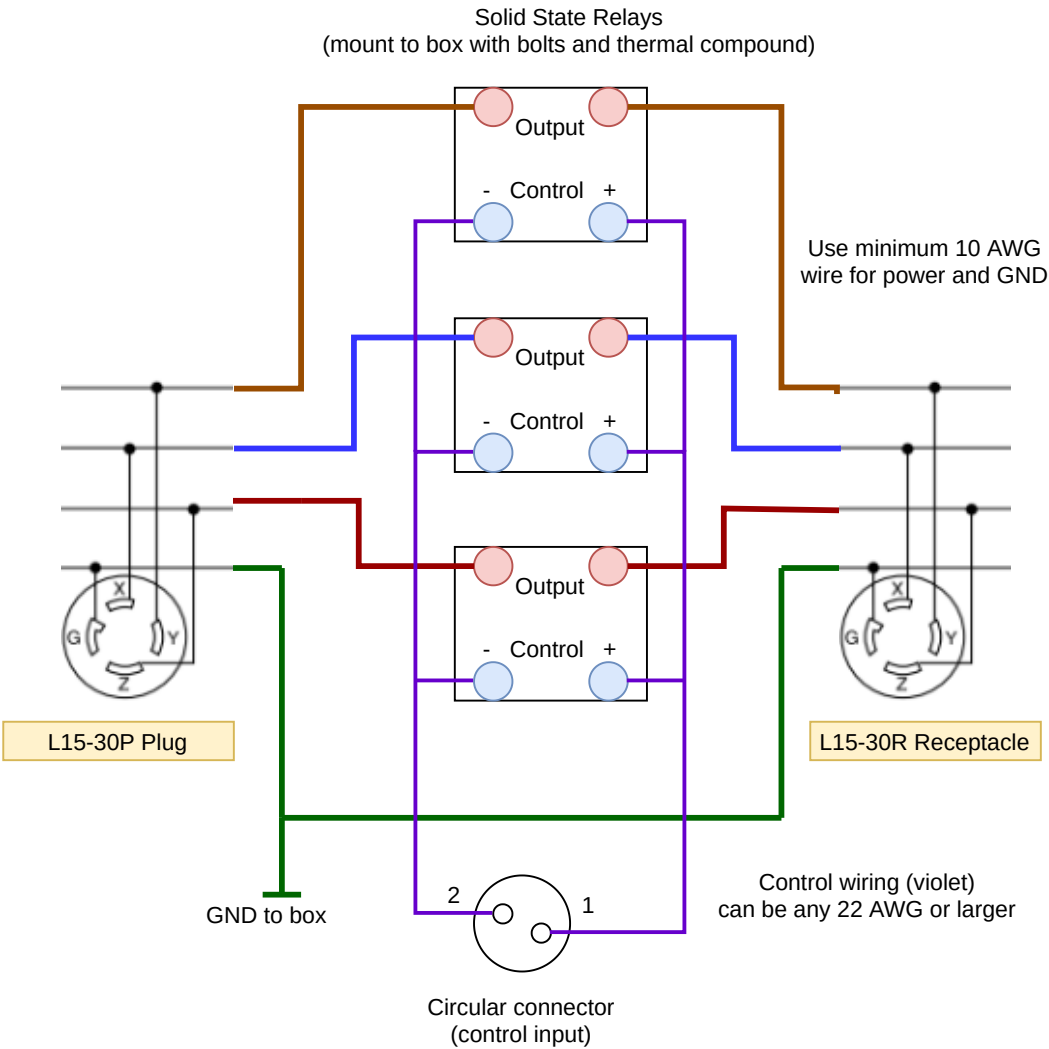 Solid State Relays
(mount to box with bolts and thermal compound)
Output
- Control +
Use minimum 10 AWG
wire for power and GND
Output
- Control +
Output
- Control +
X
G
Y
Z
L15-30P Plug
X
G
Y
Z
L15-30R Receptacle
GND to box
2
1
Control wiring (violet)
can be any 22 AWG or larger
Circular connector
(control input)